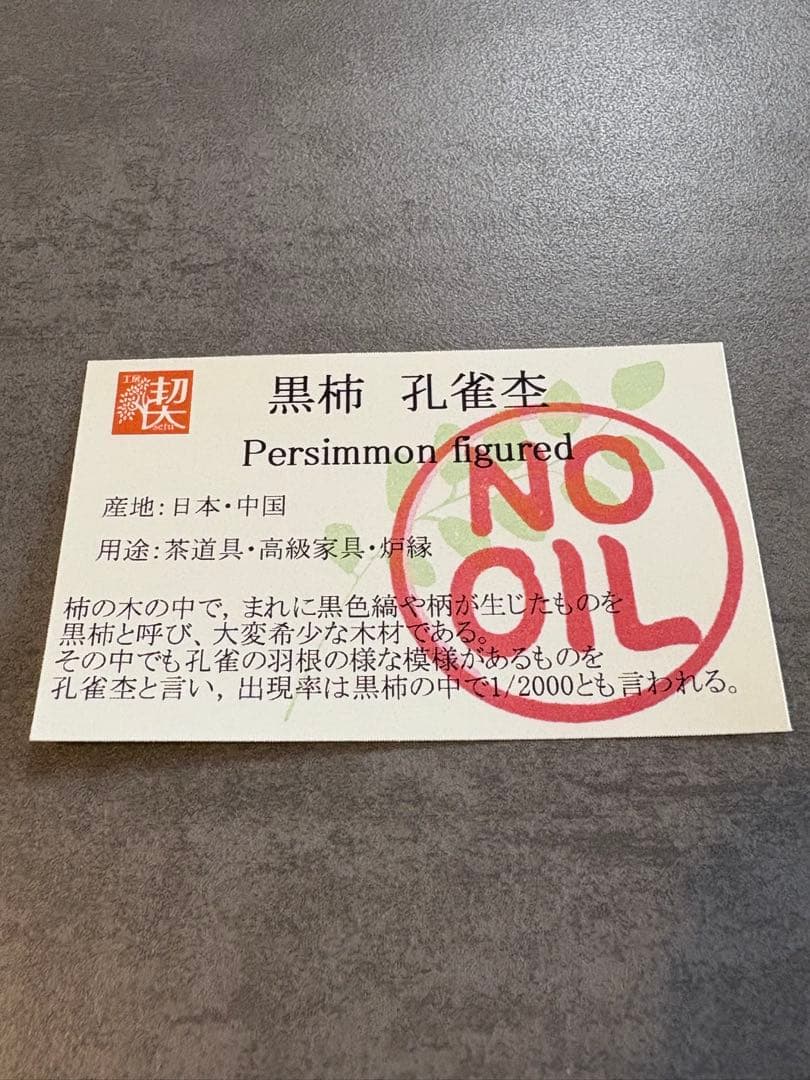 工房
契
sefu
黒柿 孔雀杢
Persimmon figured
NO
OIL
産地：日本・中国
用途：茶道具・高級家具・炉縁
柿の木の中で，まれに黒色縞や柄が生じたものを
黒柿と呼び、大変希少な木材である。
その中でも孔雀の羽根の様な模様があるものを
孔雀杢と言い，出現率は黒柿の中で1/2000とも言われる。